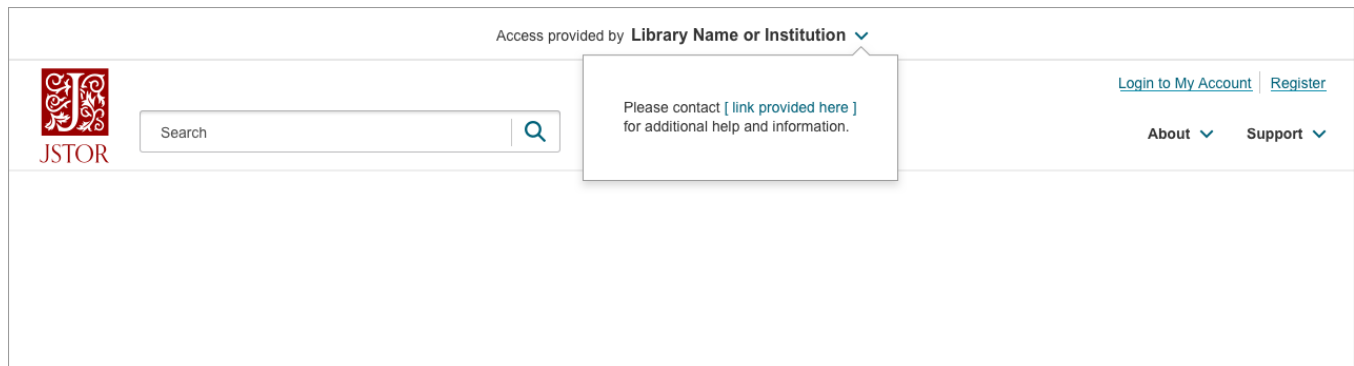 Access provided by Library Name or Institution
Login to My Account Register
Please contact [ link provided here ]
for additional help and information.
Search
About Support
JSTOR